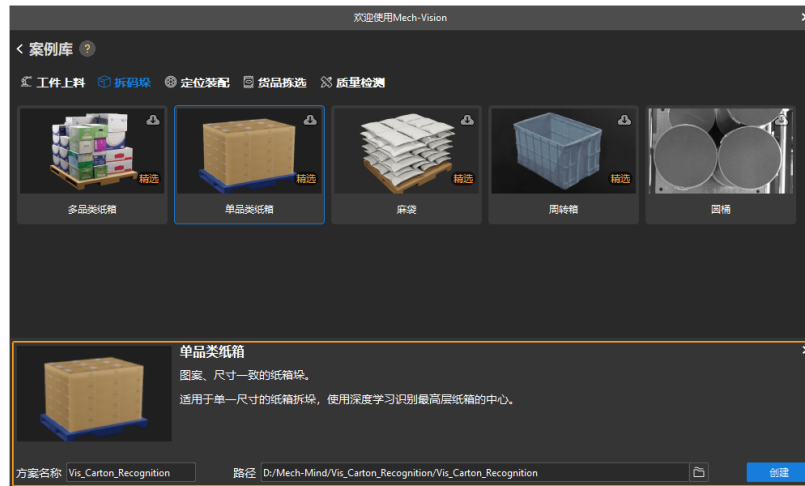 欢迎使用Mech-Vision
案例库 ?
工件上料 拆码垛 定位装配 货品拣选 质量检测
精选 精选 精选 精选
多品类纸箱 单品类纸箱 麻袋 周转箱 圆桶
单品类纸箱
图案、尺寸一致的纸箱垛。
适用于单一尺寸的纸箱拆垛，使用深度学习识别最高层纸箱的中心。
方案名称 Vis_Carton_Recognition 路径 D:/Mech-Mind/Vis_Carton_Recognition/Vis_Carton_Recognition 创建